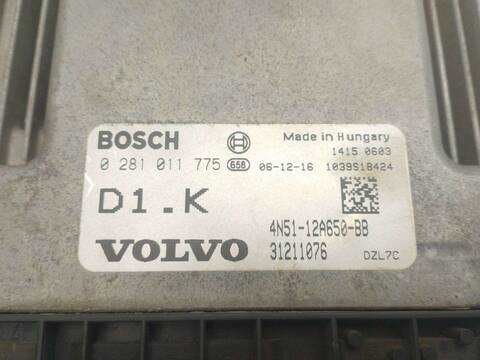 BOSCH
Made in Hungary
1415 0603
0 281 011 775 658 06-12-16 1039S18424
D1.K
4N51-12A650-BB
VOLVO 31211076 DZL7C